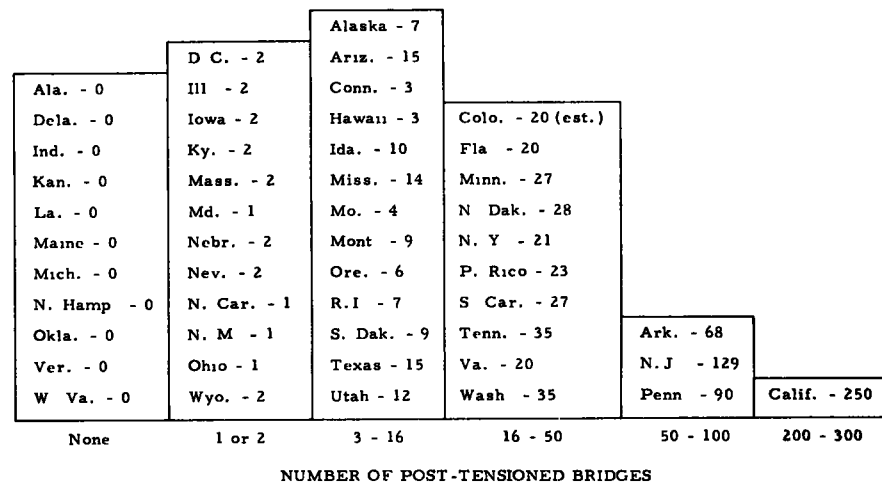 Ala. - 0
Dela. - 0
Ind. - 0
Kan. - 0
La. - 0
Maine - 0
Mich. - 0
N. Hamp - 0
Okla. - 0
Ver. - 0
W Va. - 0
None
D C. - 2
Ill - 2
Iowa - 2
Ky. - 2
Mass. - 2
Md. - 1
Nebr. - 2
Nev. - 2
N. Car. - 1
N. M - 1
Ohio - 1
Wyo. - 2
1 or 2
Alaska - 7
Ariz. - 15
Conn. - 3
Hawaii - 3
Ida. - 10
Miss. - 14
Mo. - 4
Mont - 9
Ore. - 6
R.I - 7
S. Dak. - 9
Texas - 15
Utah - 12
3 - 16
Colo. - 20 (est.)
Fla - 20
Minn. - 27
N Dak. - 28
N. Y - 21
P. Rico - 23
S Car. - 27
Tenn. - 35
Va. - 20
Wash - 35
16 - 50
Ark. - 68
N.J - 129
Penn - 90
50 - 100
Calif. - 250
200 - 300
NUMBER OF POST-TENSIONED BRIDGES